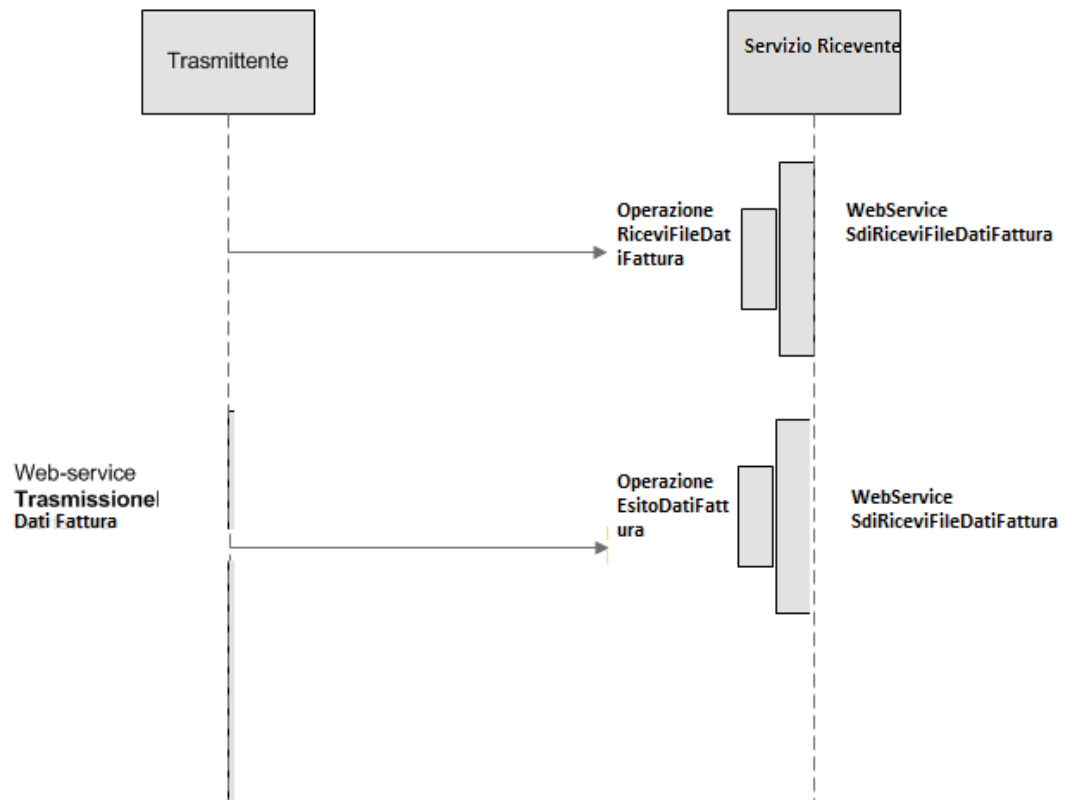 Trasmittente
Servizio Ricevente
Operazione
RiceviFileDat
iFattura
WebService
SdiRiceviFileDatiFattura
Web-service
Trasmissionel
Dati Fattura
Operazione
EsitoDatiFatt
ura
WebService
SdiRiceviFileDatiFattura